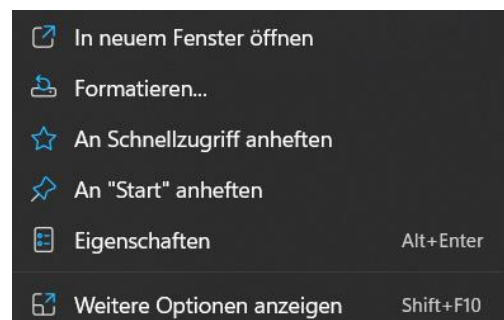 In neuem Fenster öffnen
Formatieren...
An Schnellzugriff anheften
An "Start" anheften
Eigenschaften Alt+Enter
Weitere Optionen anzeigen Shift+F10